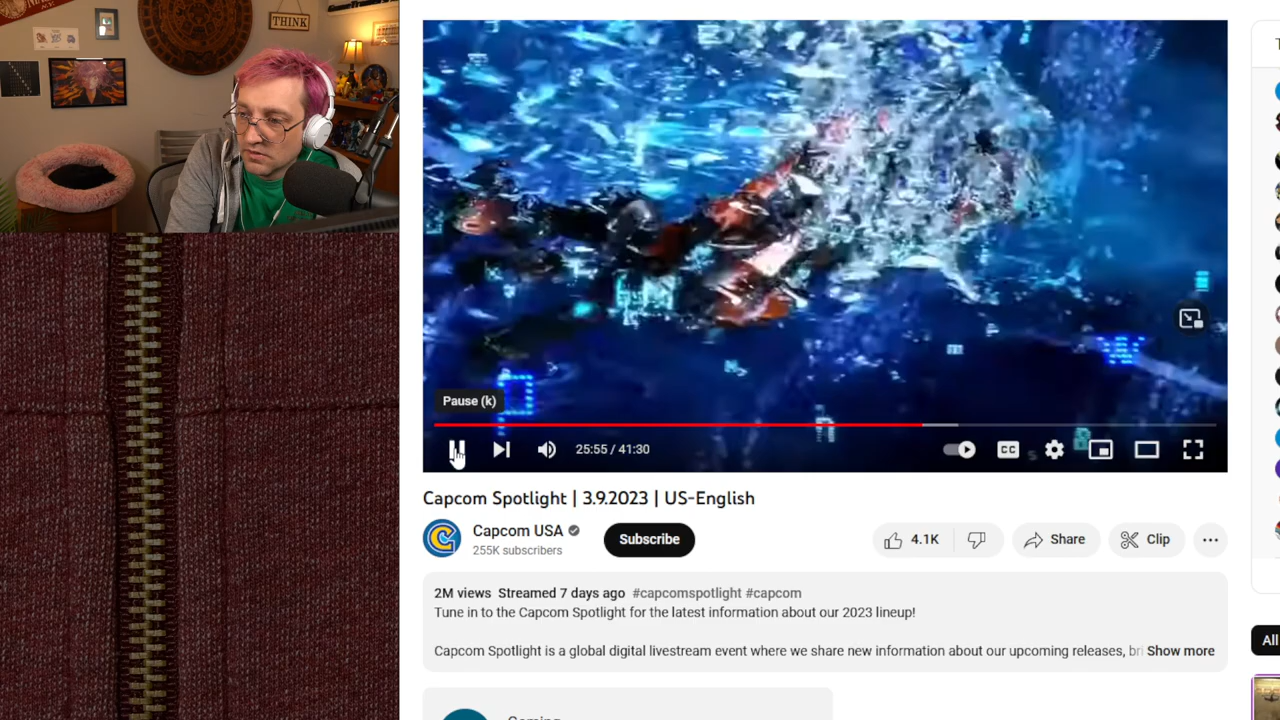 THINK
Pause (k)
25:55 / 41:30
CC
Capcom Spotlight | 3.9.2023 | US-English
Capcom USA
255K subscribers
Subscribe
4.1K
Share
Clip
2M views Streamed 7 days ago #capcomspotlight #capcom
Tune in to the Capcom Spotlight for the latest information about our 2023 lineup!
Capcom Spotlight is a global digital livestream event where we share new information about our upcoming releases, bri Show more
All